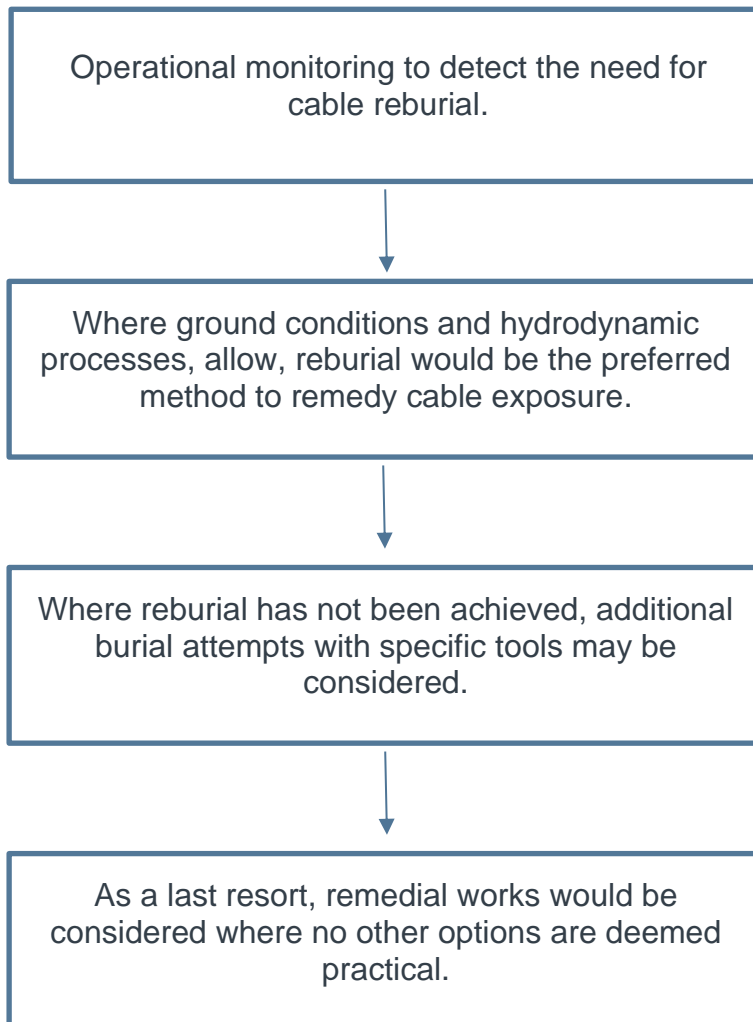 Operational monitoring to detect the need for
cable reburial.
Where ground conditions and hydrodynamic
processes, allow, reburial would be the preferred
method to remedy cable exposure.
Where reburial has not been achieved, additional
burial attempts with specific tools may be
considered.
As a last resort, remedial works would be
considered where no other options are deemed
practical.